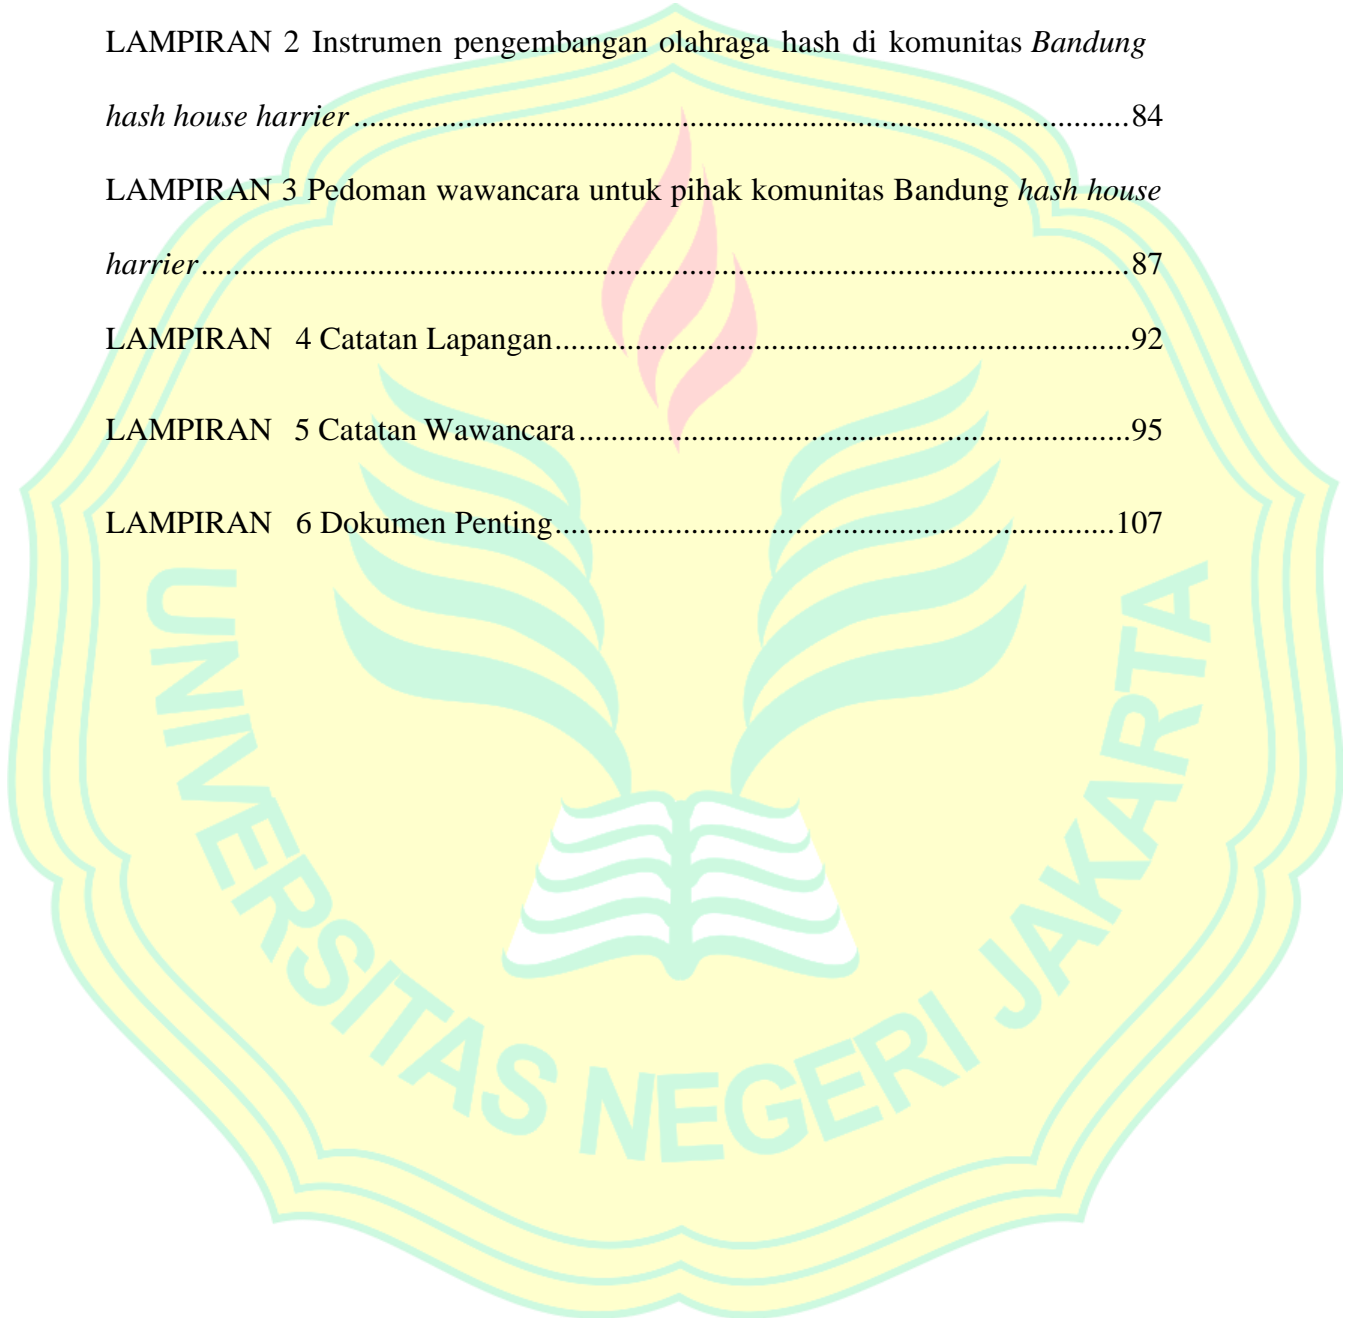 LAMPIRAN 2 Instrumen pengembangan olahraga hash di komunitas Bandung
hash house harrier.................................................................................................84
LAMPIRAN 3 Pedoman wawancara untuk pihak komunitas Bandung hash house
harrier....................................................................................................................87
LAMPIRAN 4 Catatan Lapangan........................................................................92
LAMPIRAN 5 Catatan Wawancara.....................................................................95
LAMPIRAN 6 Dokumen Penting......................................................................107
UNIVERSITAS NEGERI JAKARTA